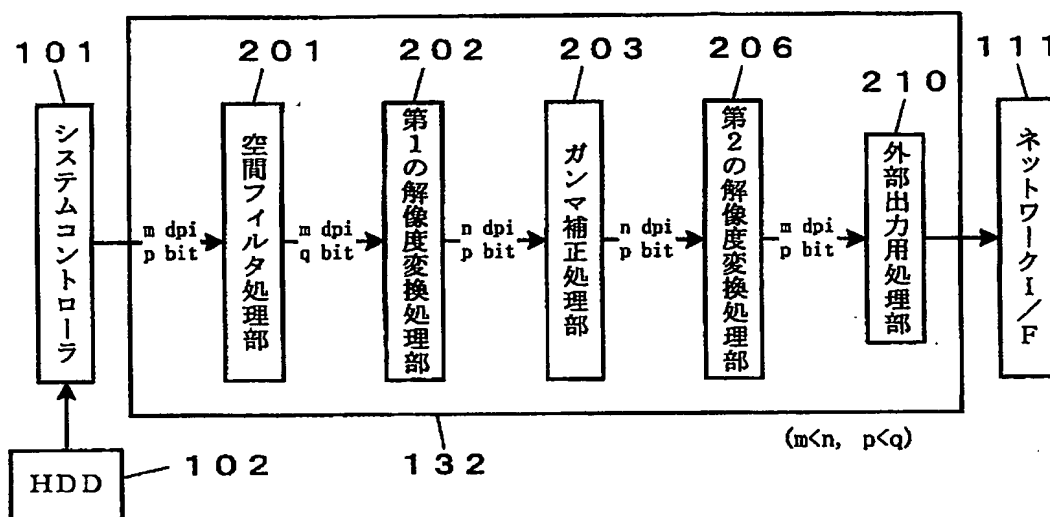 101
201
202
203
206
210
111
システムコントローラ
m dpi
p bit
空間フィルタ処理部
m dpi
q bit
第1の解像度変換処理部
n dpi
p bit
ガンマ補正処理部
n dpi
p bit
第2の解像度変換処理部
m dpi
p bit
外部出力用処理部
ネットワークI/F
(m<n, p<q)
HDD
102
132